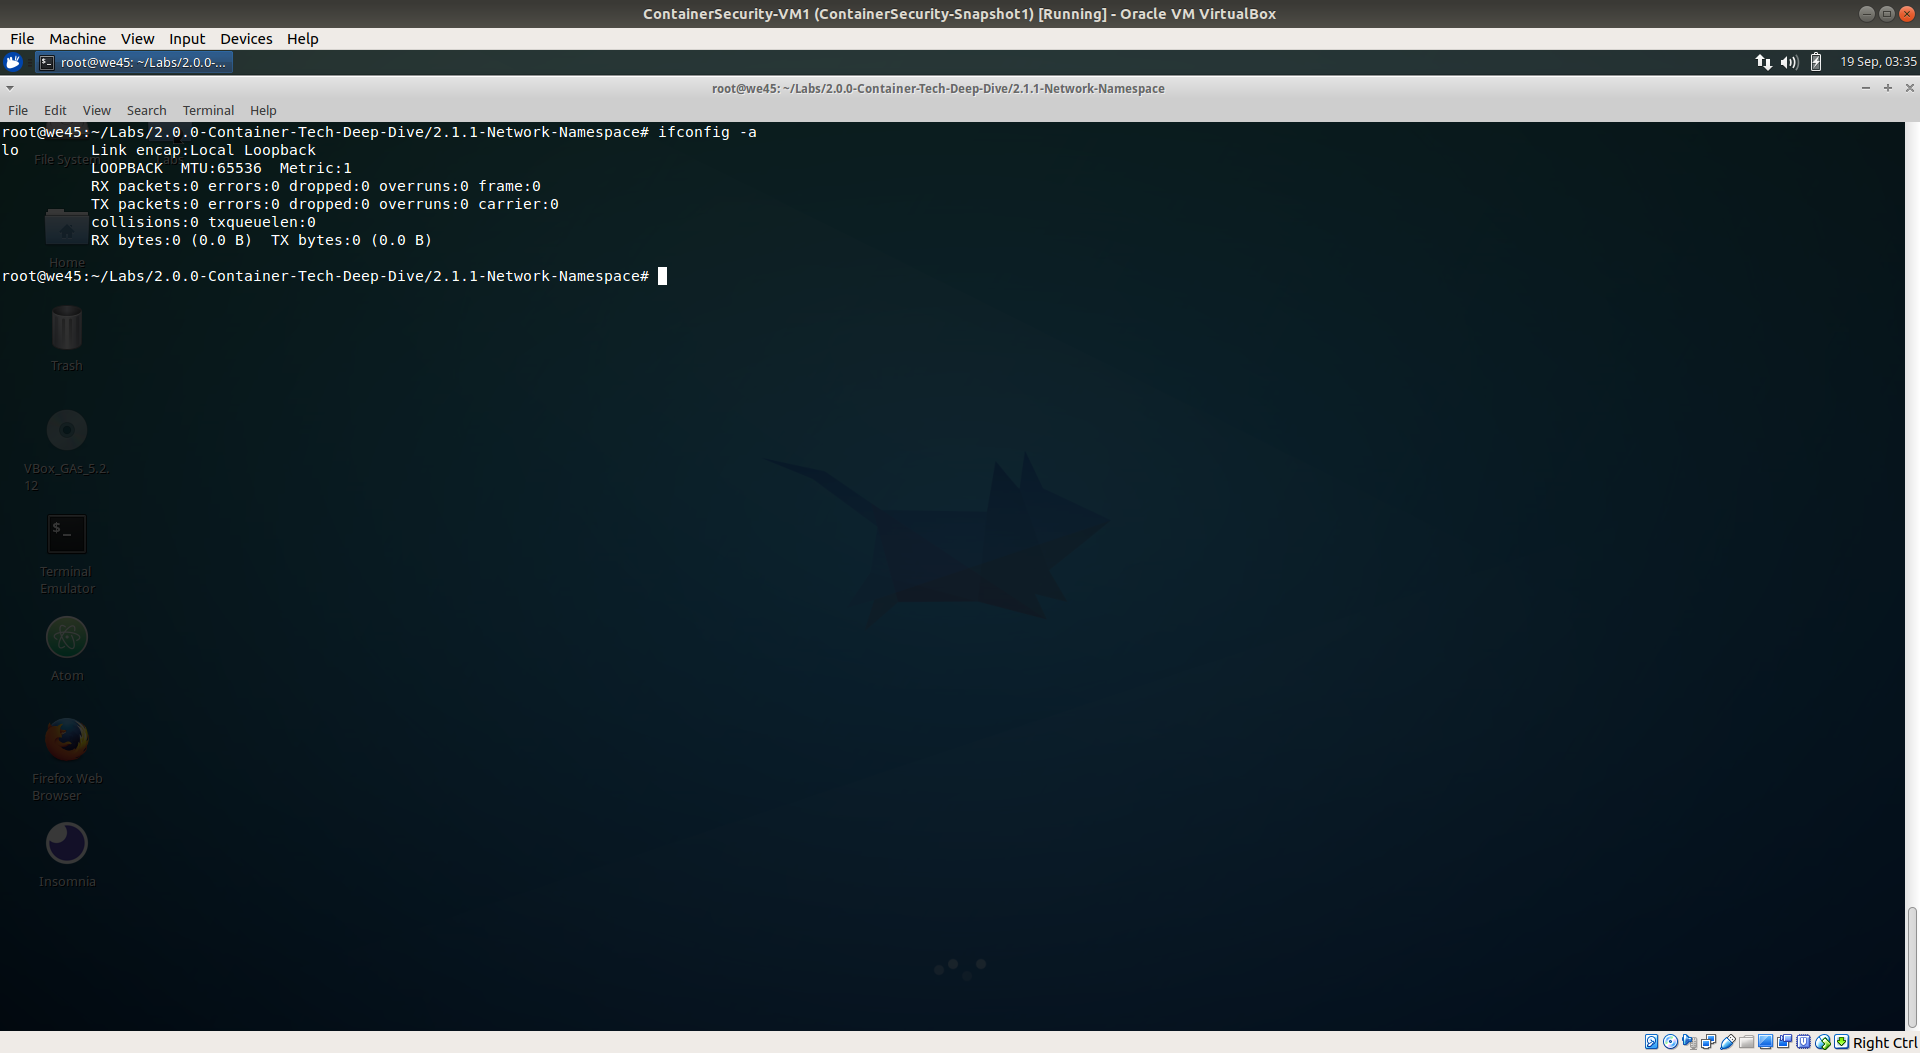 ContainerSecurity-VM1 (ContainerSecurity-Snapshot1) [Running] - Oracle VM VirtualBox
File Machine View Input Devices Help
root@we45: ~/Labs/2.0.0-...
19 Sep, 03:35
root@we45: ~/Labs/2.0.0-Container-Tech-Deep-Dive/2.1.1-Network-Namespace
File Edit View Search Terminal Help
root@we45:~/Labs/2.0.0-Container-Tech-Deep-Dive/2.1.1-Network-Namespace# ifconfig -a
lo        Link encap:Local Loopback
LOOPBACK  MTU:65536  Metric:1
RX packets:0 errors:0 dropped:0 overruns:0 frame:0
TX packets:0 errors:0 dropped:0 overruns:0 carrier:0
collisions:0 txqueuelen:0
RX bytes:0 (0.0 B)  TX bytes:0 (0.0 B)
root@we45:~/Labs/2.0.0-Container-Tech-Deep-Dive/2.1.1-Network-Namespace#
File System
Home
Trash
VBox_GAs_5.2.
12
Terminal
Emulator
Atom
Firefox Web
Browser
Insomnia
Right Ctrl